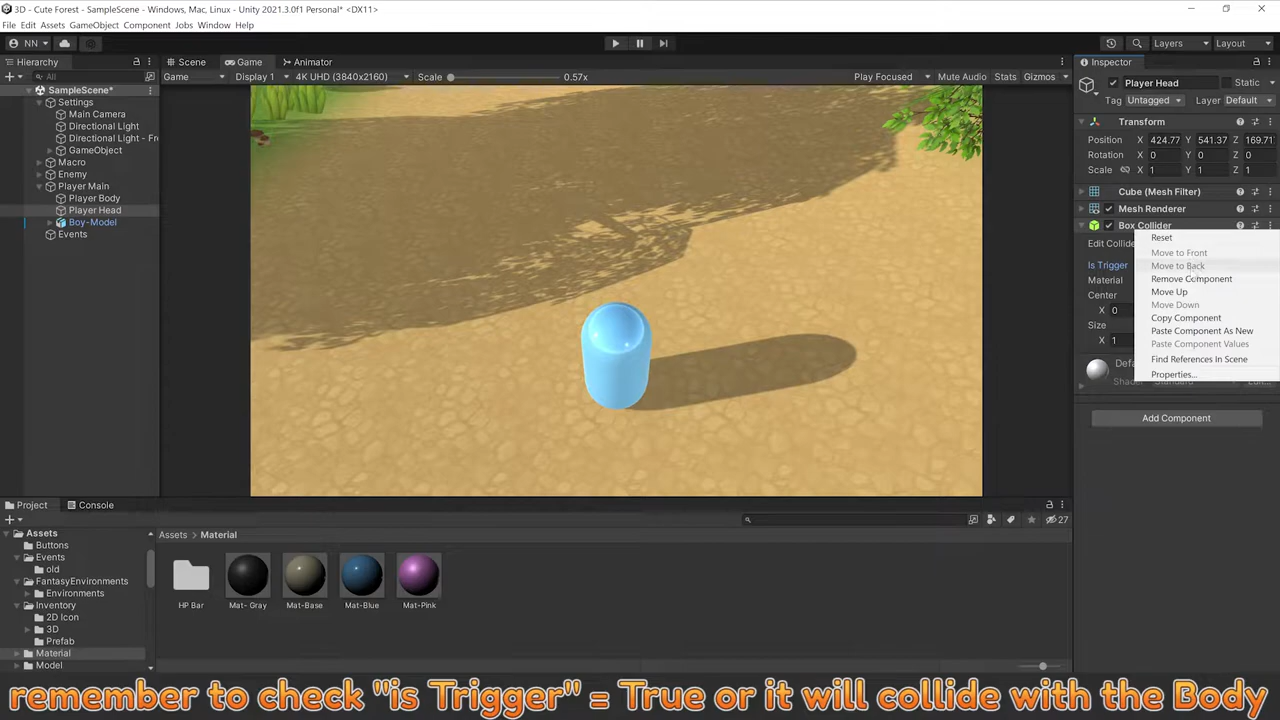 3D - Cute Forest - SampleScene - Windows, Mac, Linux - Unity 2021.3.0f1 Personal* <DX11>
File Edit Assets GameObject Component Jobs Window Help
NN Layers Layout
Hierarchy Scene Game Animator Inspector
All Game Display 1 4K UHD (3840x2160) Scale 0.57x Play Focused Mute Audio Stats Gizmos
Player Head Static
SampleScene*
Settings
Main Camera
Directional Light
Directional Light - Fr
GameObject
Macro
Enemy
Player Main
Player Body
Player Head
Boy-Model
Events
Tag Untagged Layer Default
Transform
Position X 424.77 Y 541.37 Z 169.71
Rotation X 0 Y 0 Z 0
Scale X 1 Y 1 Z 1
Cube (Mesh Filter)
Mesh Renderer
Box Collider
Edit Collide
Is Trigger
Material
Center
X 0
Size
X 1
Defa
Shader
Reset
Move to Front
Move to Back
Remove Component
Move Up
Move Down
Copy Component
Paste Component As New
Paste Component Values
Find References In Scene
Properties...
Add Component
Project Console
27
Assets
Buttons
Events
old
FantasyEnvironments
Environments
Inventory
2D Icon
3D
Prefab
Material
Model
Assets > Material
HP Bar Mat- Gray Mat-Base Mat-Blue Mat-Pink
remember to check "is Trigger" = True or it will collide with the Body